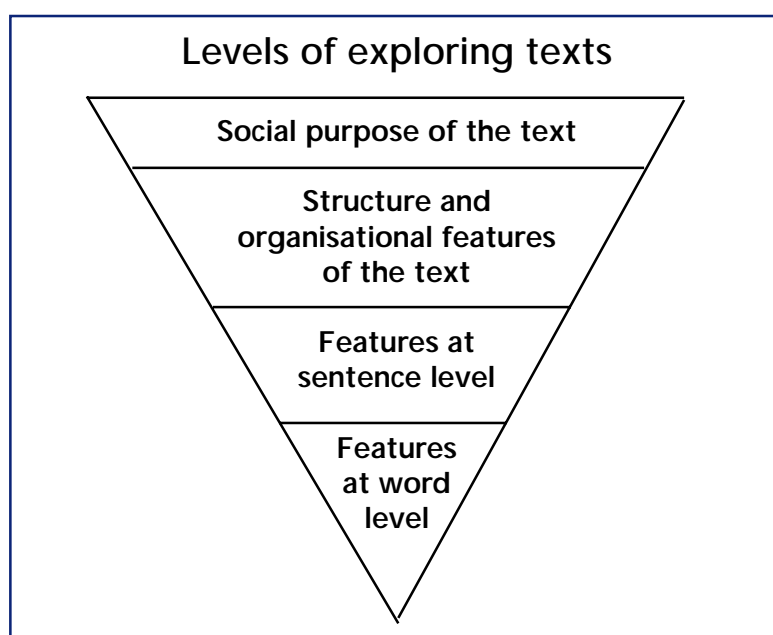 Levels of exploring texts
Social purpose of the text
Structure and
organisational features
of the text
Features at
sentence level
Features
at word
level